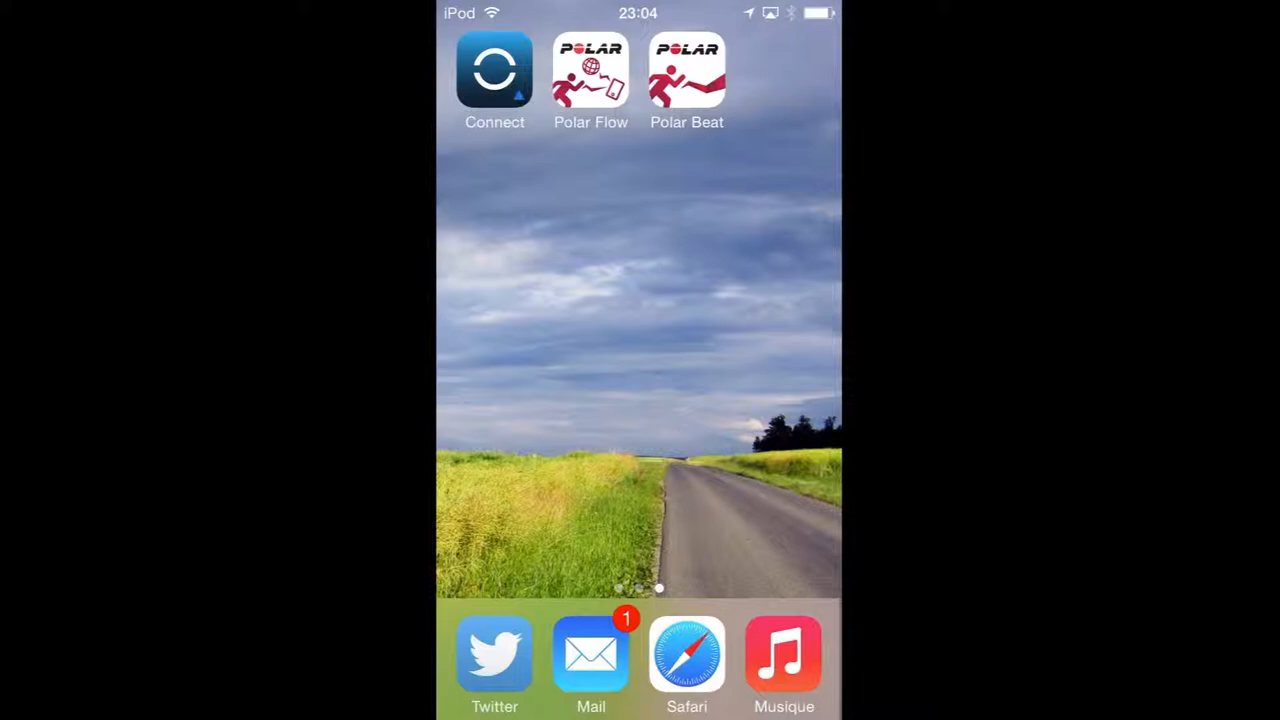 iPod 23:04
POLAR POLAR
Connect Polar Flow Polar Beat
1
Twitter Mail Safari Musique